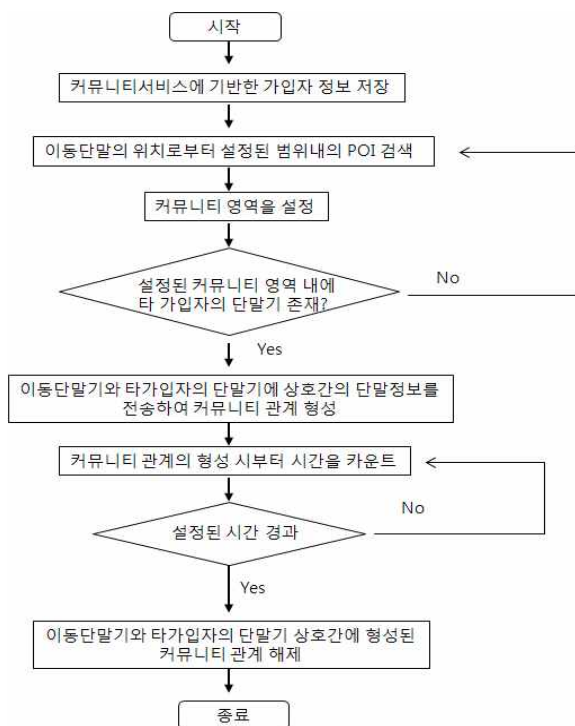 시작
커뮤니티서비스에 기반한 가입자 정보 저장
이동단말의 위치로부터 설정된 범위내의 POI 검색
커뮤니티 영역을 설정
설정된 커뮤니티 영역 내에
타 가입자의 단말기 존재?
No
Yes
이동단말기와 타가입자의 단말기에 상호간의 단말정보를
전송하여 커뮤니티 관계 형성
커뮤니티 관계의 형성 시부터 시간을 카운트
설정된 시간 경과
No
Yes
이동단말기와 타가입자의 단말기 상호간에 형성된
커뮤니티 관계 해제
종료